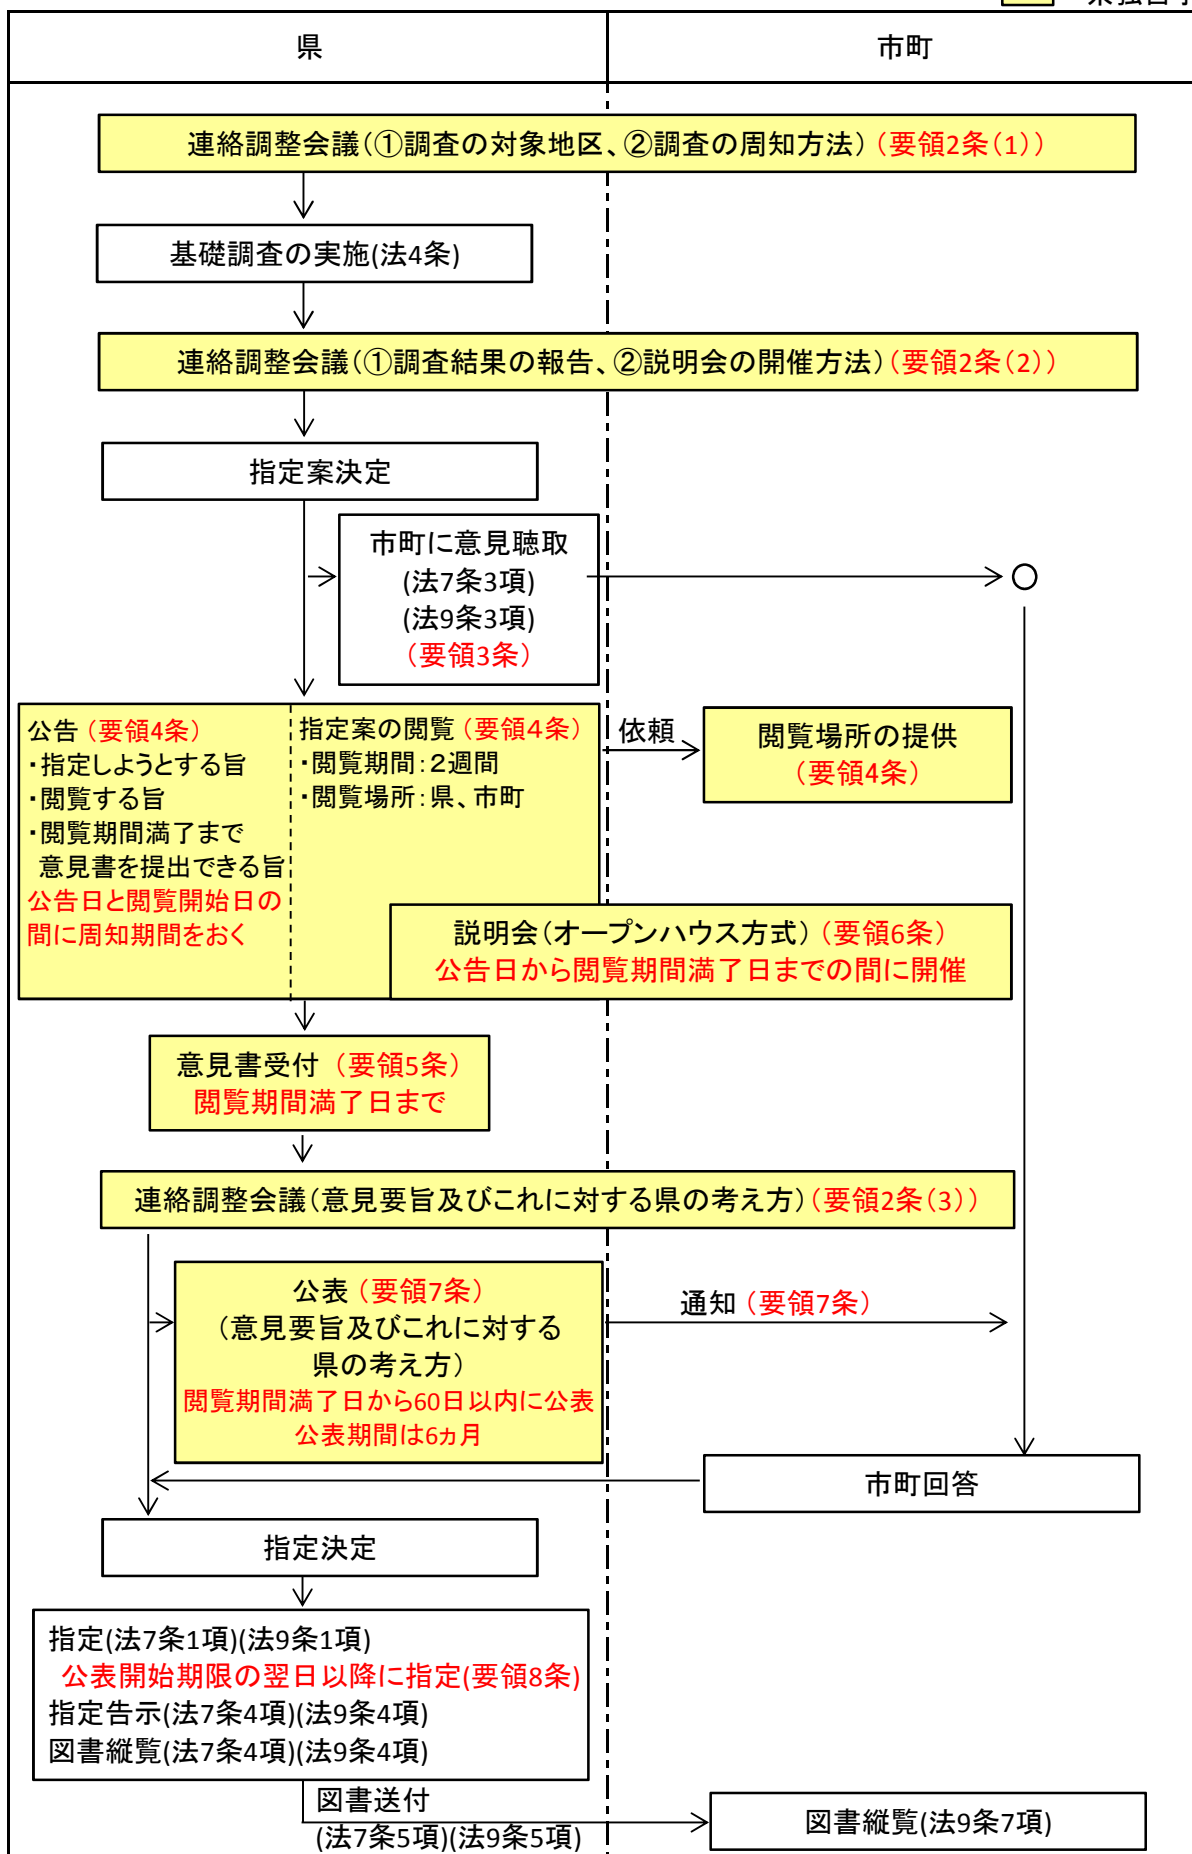 県
市町
連絡調整会議(①調査の対象地区、②調査の周知方法)(要領2条(1))
基礎調査の実施(法4条)
連絡調整会議(①調査結果の報告、②説明会の開催方法)(要領2条(2))
指定案決定
市町に意見聴取
(法7条3項)
(法9条3項)
(要領3条)
公告(要領4条)
・指定しようとする旨
・閲覧する旨
・閲覧期間満了まで
意見書を提出できる旨
公告日と閲覧開始日の
間に周知期間をおく
指定案の閲覧(要領4条)
・閲覧期間:2週間
・閲覧場所:県、市町
依頼
閲覧場所の提供
(要領4条)
説明会(オープンハウス方式)(要領6条)
公告日から閲覧期間満了日までの間に開催
意見書受付(要領5条)
閲覧期間満了日まで
連絡調整会議(意見要旨及びこれに対する県の考え方)(要領2条(3))
公表(要領7条)
(意見要旨及びこれに対する
県の考え方)
閲覧期間満了日から60日以内に公表
公表期間は6ヵ月
通知(要領7条)
市町回答
指定決定
指定(法7条1項)(法9条1項)
公表開始期限の翌日以降に指定(要領8条)
指定告示(法7条4項)(法9条4項)
図書縦覧(法7条4項)(法9条4項)
図書送付
(法7条5項)(法9条5項)
図書縦覧(法9条7項)